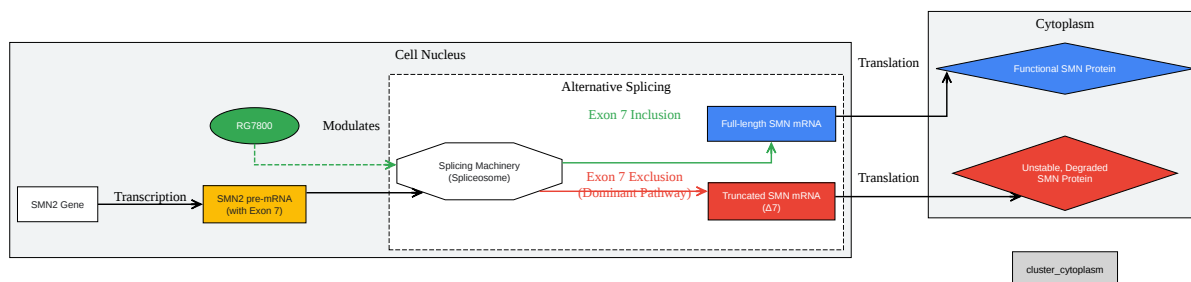 Cytoplasm
Cell Nucleus
Translation
Functional SMN Protein
Alternative Splicing
RG7800
Modulates
Exon 7 Inclusion
Full-length SMN mRNA
Splicing Machinery
(Spliceosome)
Exon 7 Exclusion
(Dominant Pathway)
Translation
Unstable, Degraded
SMN Protein
SMN2 Gene
Transcription
SMN2 pre-mRNA
(with Exon 7)
Truncated SMN mRNA
(Δ7)
cluster_cytoplasm